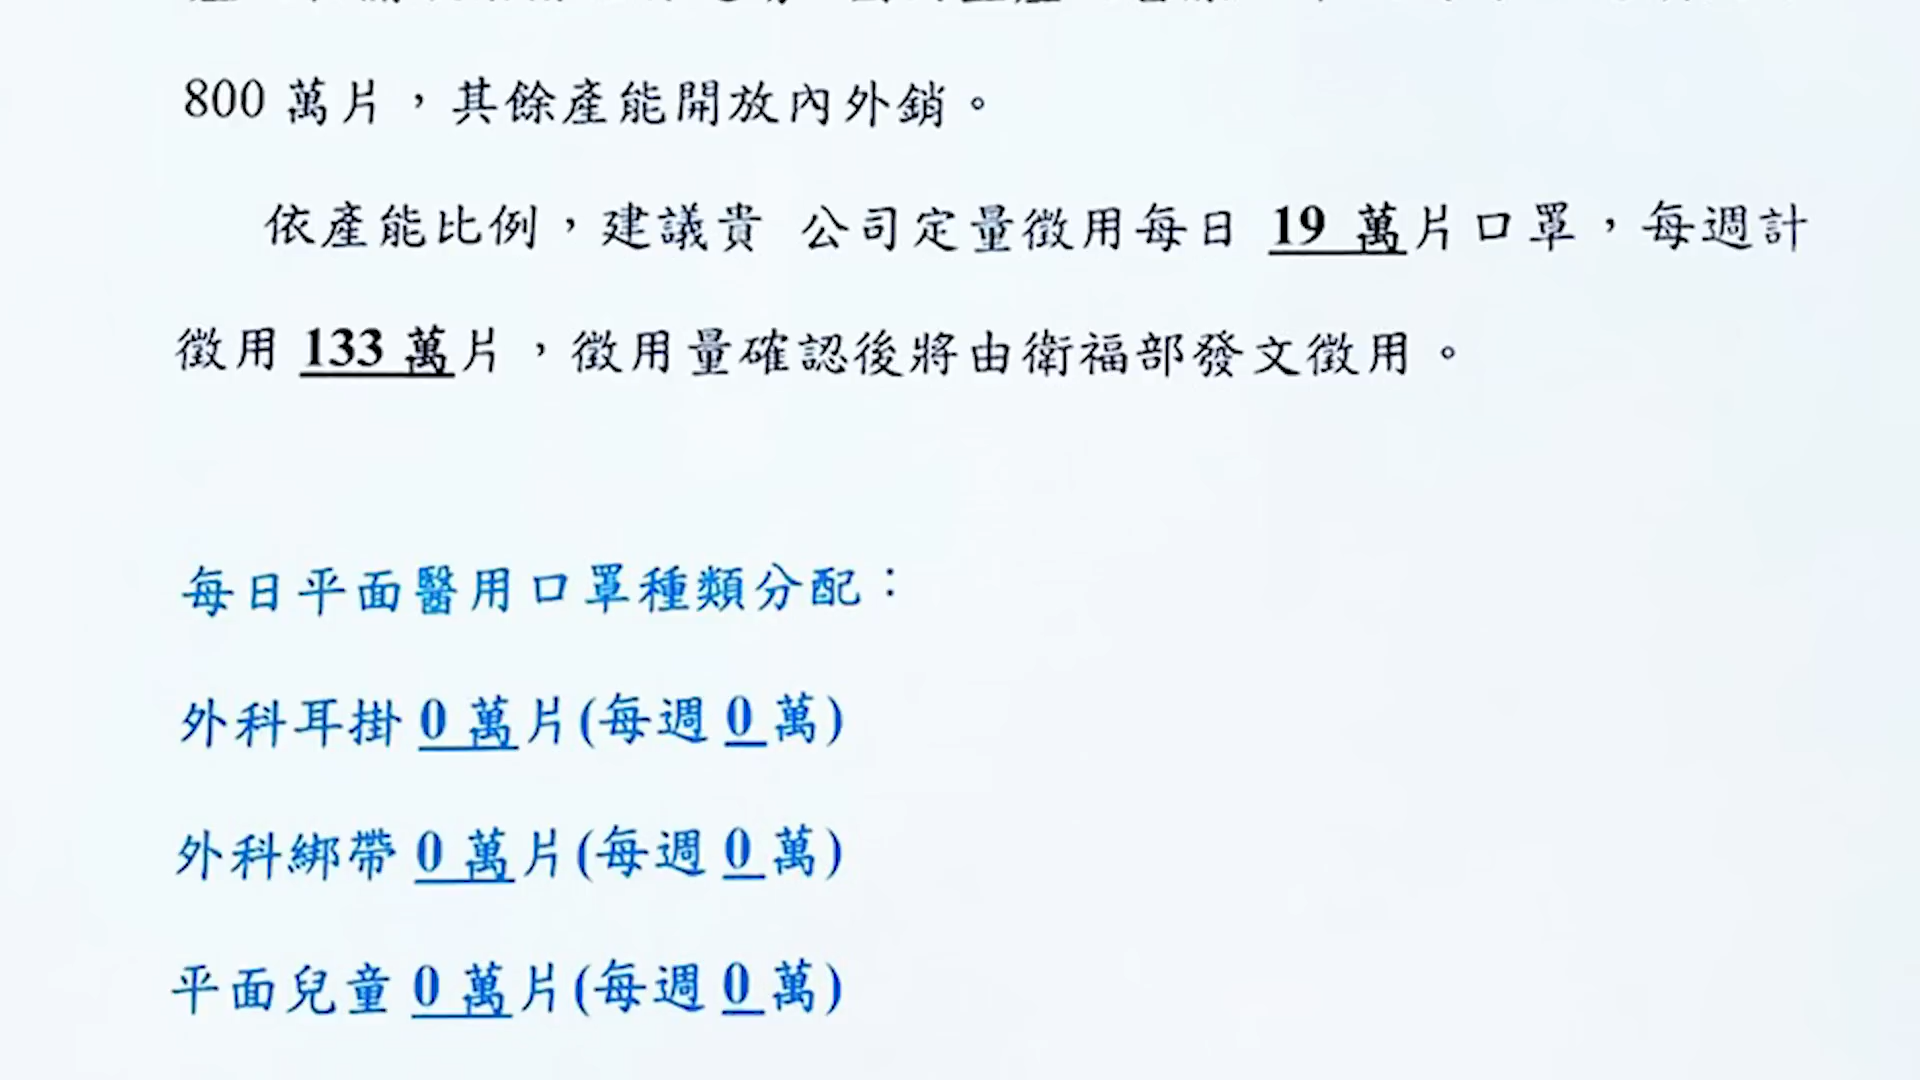 800 萬片，其餘產能開放內外銷。
依產能比例，建議貴 公司定量徵用每日 19 萬片口罩，每週計
徵用 133 萬片，徵用量確認後將由衛福部發文徵用。
每日平面醫用口罩種類分配：
外科耳掛 0 萬片(每週 0 萬)
外科綁帶 0 萬片(每週 0 萬)
平面兒童 0 萬片(每週 0 萬)